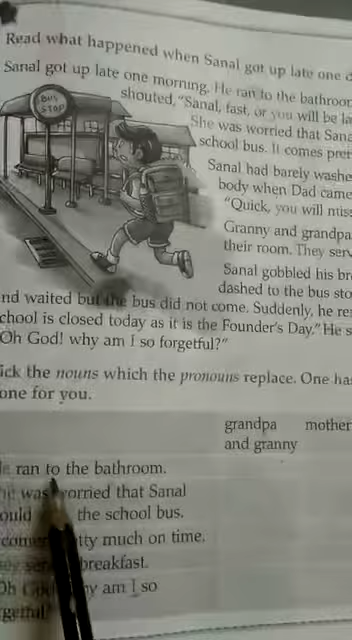 Read what happened when Sanal got up late one
Sanal got up late one morning. He ran to the bathroom
shouted, "Sanal, fast, or you will be la
BUS
STOP
She was worried that Sana
school bus. It comes pret
Sanal had barely washe
body when Dad came
"Quick, you will miss
Granny and grandpa
their room. They serv
Sanal gobbled his br
dashed to the bus sto
nd waited but the bus did not come. Suddenly, he re
chool is closed today as it is the Founder's Day." He s
Oh God! why am I so forgetful?"
ick the nouns which the pronouns replace. One has
one for you.
grandpa mother
and granny
ran to the bathroom.
was worried that Sanal
ould the school bus.
tty much on time.
breakfast.
Oh God am I so